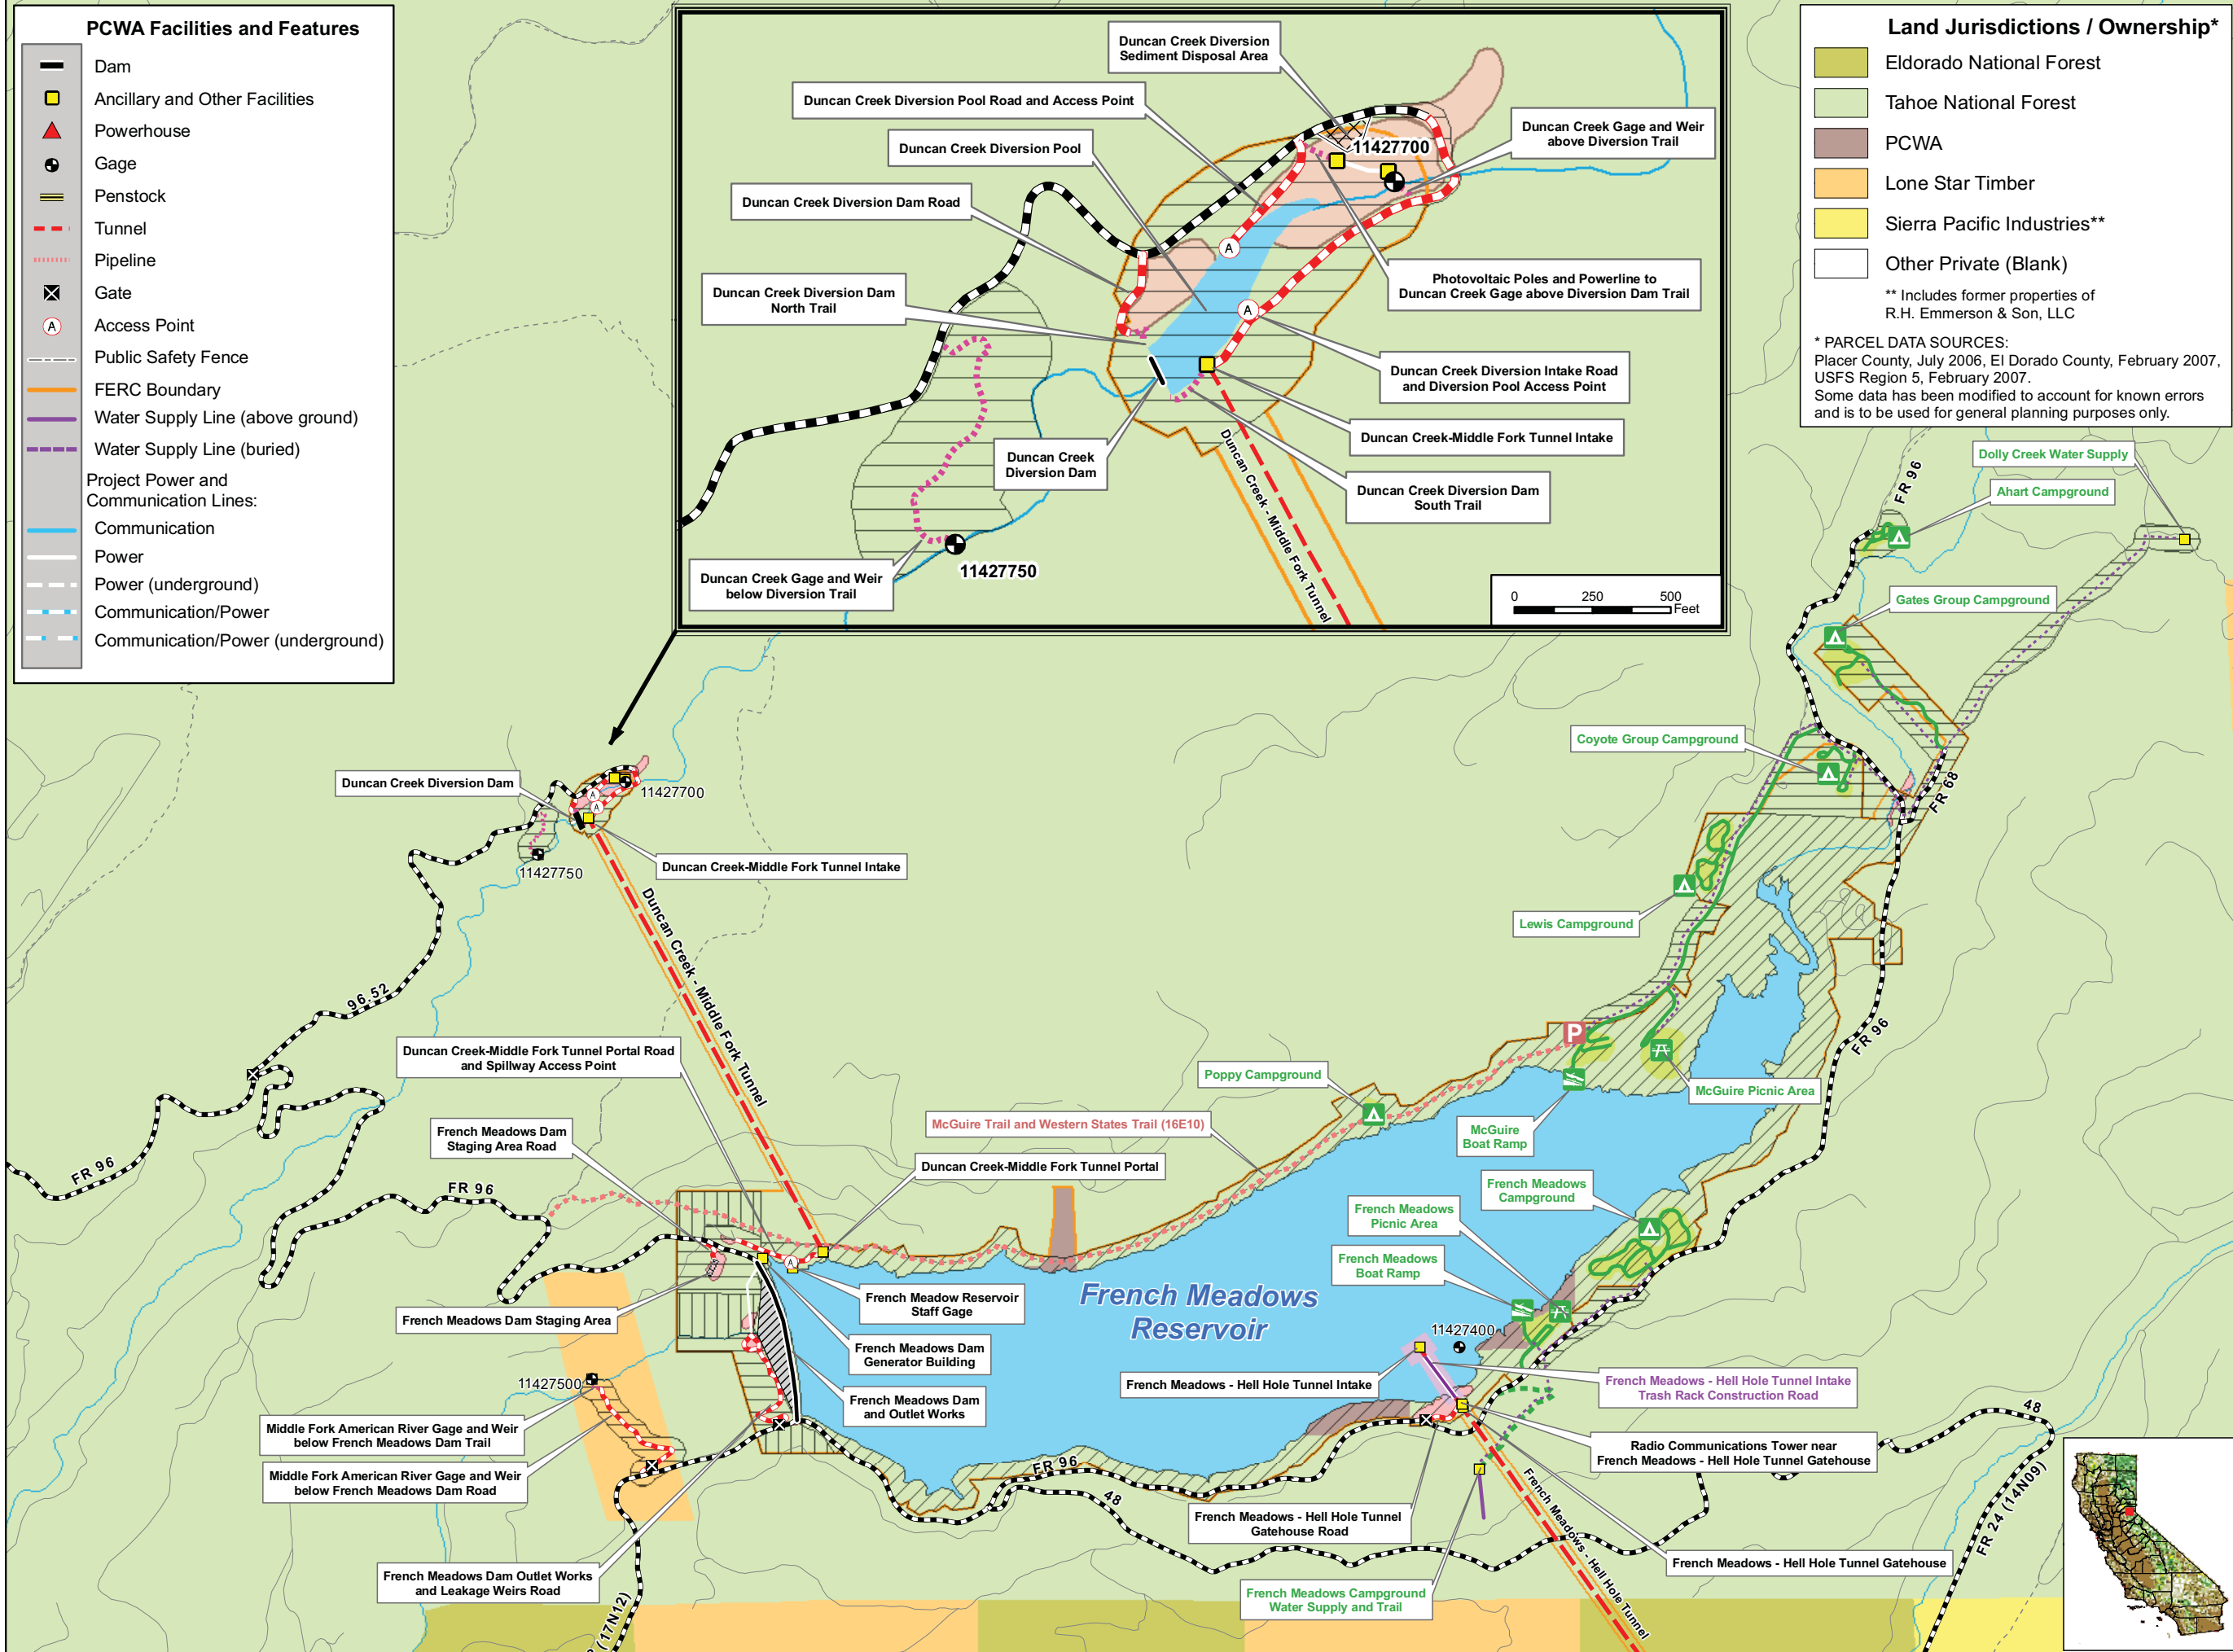 PCWA Facilities and Features
Dam
Ancillary and Other Facilities
Powerhouse
Gage
Penstock
Tunnel
Pipeline
Gate
A
Access Point
Public Safety Fence
FERC Boundary
Water Supply Line (above ground)
Water Supply Line (buried)
Project Power and
Communication Lines:
Communication
Power
Power (underground)
Communication/Power
Communication/Power (underground)
Duncan Creek Diversion
Sediment Disposal Area
Duncan Creek Diversion Pool Road and Access Point
Duncan Creek Diversion Pool
Duncan Creek Gage and Weir
above Diversion Trail
11427700
Duncan Creek Diversion Dam Road
A
Photovoltaic Poles and Powerline to
Duncan Creek Gage above Diversion Dam Trail
Duncan Creek Diversion Dam
North Trail
A
Duncan Creek Diversion Intake Road
and Diversion Pool Access Point
Duncan Creek-Middle Fork Tunnel Intake
Duncan Creek
Diversion Dam
Duncan Creek Diversion Dam
South Trail
Duncan Creek - Middle Fork Tunnel
11427750
Duncan Creek Gage and Weir
below Diversion Trail
0 250 500
Feet
Land Jurisdictions / Ownership*
Eldorado National Forest
Tahoe National Forest
PCWA
Lone Star Timber
Sierra Pacific Industries**
Other Private (Blank)
** Includes former properties of
R.H. Emmerson & Son, LLC
* PARCEL DATA SOURCES:
Placer County, July 2006, El Dorado County, February 2007,
USFS Region 5, February 2007.
Some data has been modified to account for known errors
and is to be used for general planning purposes only.
Dolly Creek Water Supply
FR 96
Ahart Campground
Gates Group Campground
Coyote Group Campground
FR 68
Lewis Campground
FR 96
Duncan Creek Diversion Dam
A
A
11427700
11427750
Duncan Creek-Middle Fork Tunnel Intake
Duncan Creek - Middle Fork Tunnel
96.52
Duncan Creek-Middle Fork Tunnel Portal Road
and Spillway Access Point
P
Poppy Campground
McGuire Picnic Area
McGuire
Boat Ramp
French Meadows Dam
Staging Area Road
McGuire Trail and Western States Trail (16E10)
Duncan Creek-Middle Fork Tunnel Portal
FR 96
FR 96
French Meadows
Campground
French Meadows
Picnic Area
French Meadows
Boat Ramp
A
French Meadow Reservoir
Staff Gage
French Meadows
Reservoir
French Meadows Dam Staging Area
French Meadows Dam
Generator Building
11427400
11427500
French Meadows - Hell Hole Tunnel Intake
French Meadows - Hell Hole Tunnel Intake
Trash Rack Construction Road
French Meadows Dam
and Outlet Works
Middle Fork American River Gage and Weir
below French Meadows Dam Trail
Radio Communications Tower near
French Meadows - Hell Hole Tunnel Gatehouse
48
Middle Fork American River Gage and Weir
below French Meadows Dam Road
FR 96
48
French Meadows - Hell Hole Tunnel
Gatehouse Road
French Meadows - Hell Hole Tunnel
FR 24 (14N09)
French Meadows - Hell Hole Tunnel Gatehouse
French Meadows Dam Outlet Works
and Leakage Weirs Road
French Meadows Campground
Water Supply and Trail
(17N12)